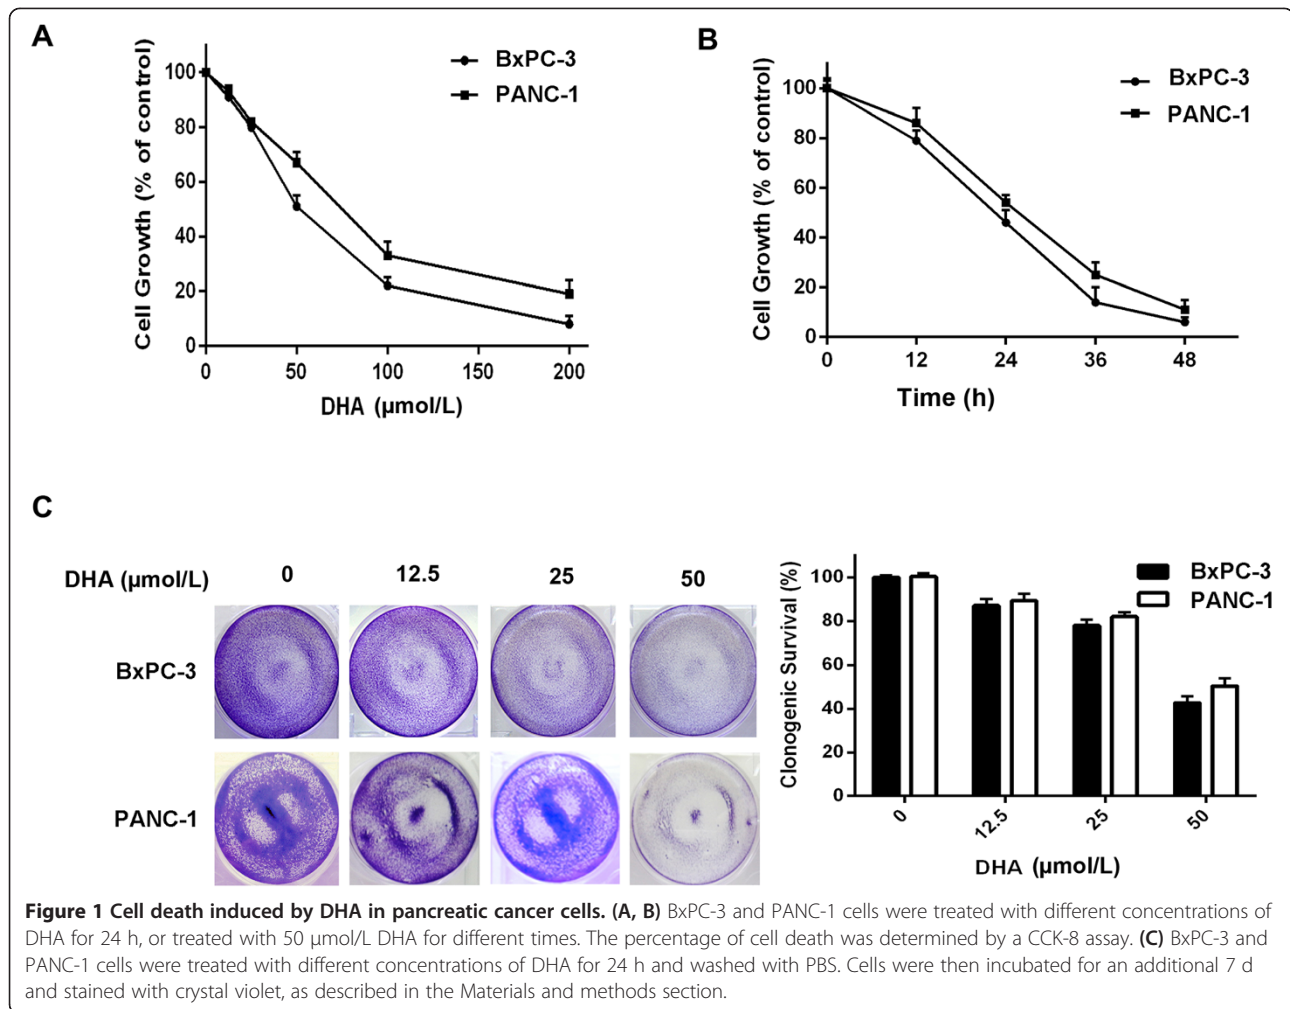 A
BxPC-3
PANC-1
Cell Growth (% of control)
100
80
60
40
20
0
0 50 100 150 200
DHA (µmol/L)
B
BxPC-3
PANC-1
Cell Growth (% of control)
100
80
60
40
20
0
0 12 24 36 48
Time (h)
C
DHA (µmol/L) 0 12.5 25 50
BxPC-3
PANC-1
Clonogenic Survival (%)
100
80
60
40
20
0
BxPC-3
PANC-1
0 12.5 25 50
DHA (µmol/L)
Figure 1 Cell death induced by DHA in pancreatic cancer cells. (A, B) BxPC-3 and PANC-1 cells were treated with different concentrations of
DHA for 24 h, or treated with 50 µmol/L DHA for different times. The percentage of cell death was determined by a CCK-8 assay. (C) BxPC-3 and
PANC-1 cells were treated with different concentrations of DHA for 24 h and washed with PBS. Cells were then incubated for an additional 7 d
and stained with crystal violet, as described in the Materials and methods section.